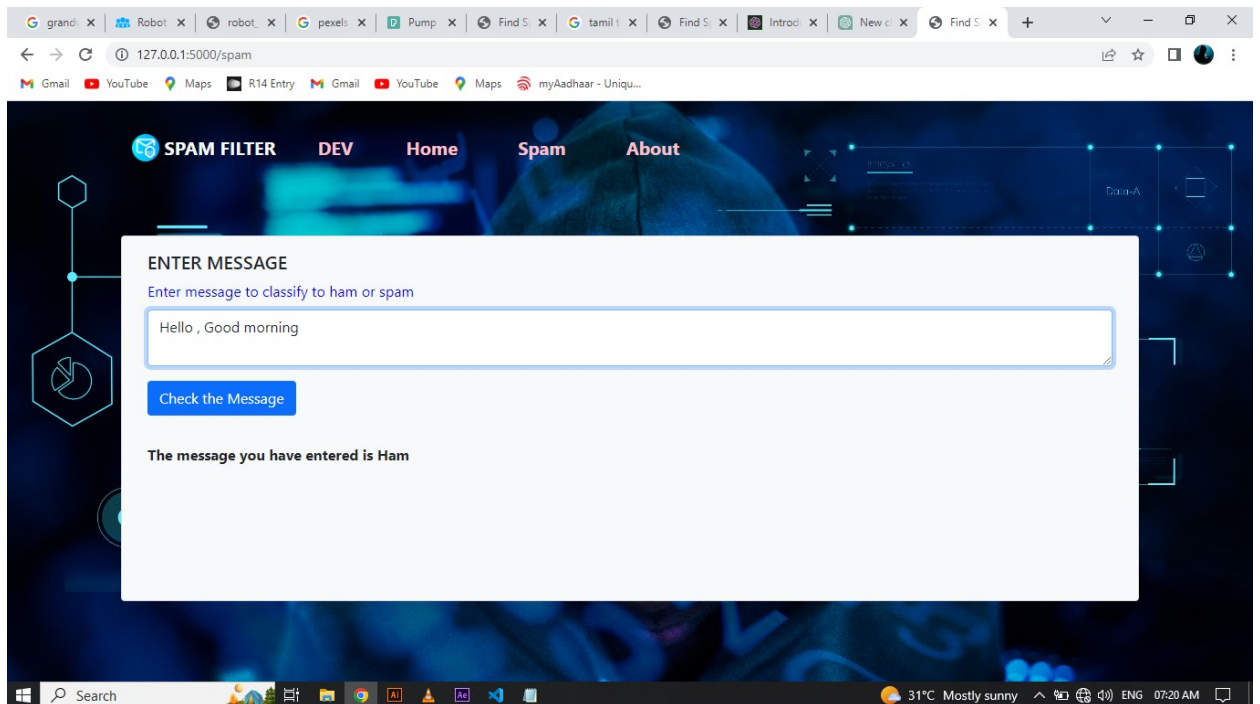 grand Robot robot_ pexels Pump Find S tamil t Find S Introd New c Find S
127.0.0.1:5000/spam
Gmail YouTube Maps R14 Entry Gmail YouTube Maps myAadhaar - Uniqu...
SPAM FILTER DEV Home Spam About
Data-A
ENTER MESSAGE
Enter message to classify to ham or spam
Hello , Good morning
Check the Message
The message you have entered is Ham
Search Ai Ae 31°C Mostly sunny ENG 07:20 AM